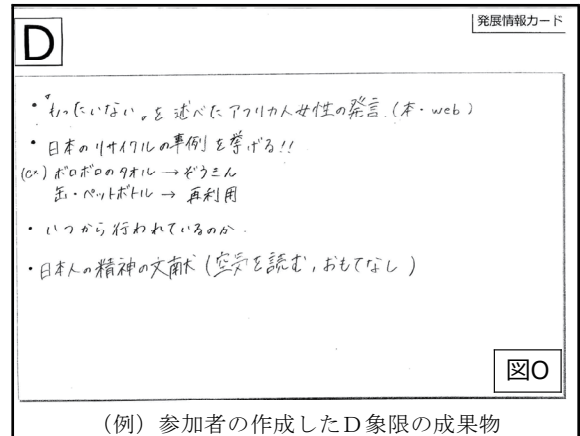 発展情報カード
D
・「もったいない」を述べたアフリカ人女性の発言.(本・web)
・日本のリサイクルの事例を挙げる!!
(ex) ボロボロのタオル → ぞうきん
缶・ペットボトル → 再利用
・いつから行われているのか.
・日本人の精神の文献 (空気を読む, おもてなし)
図O
(例)参加者の作成したD象限の成果物